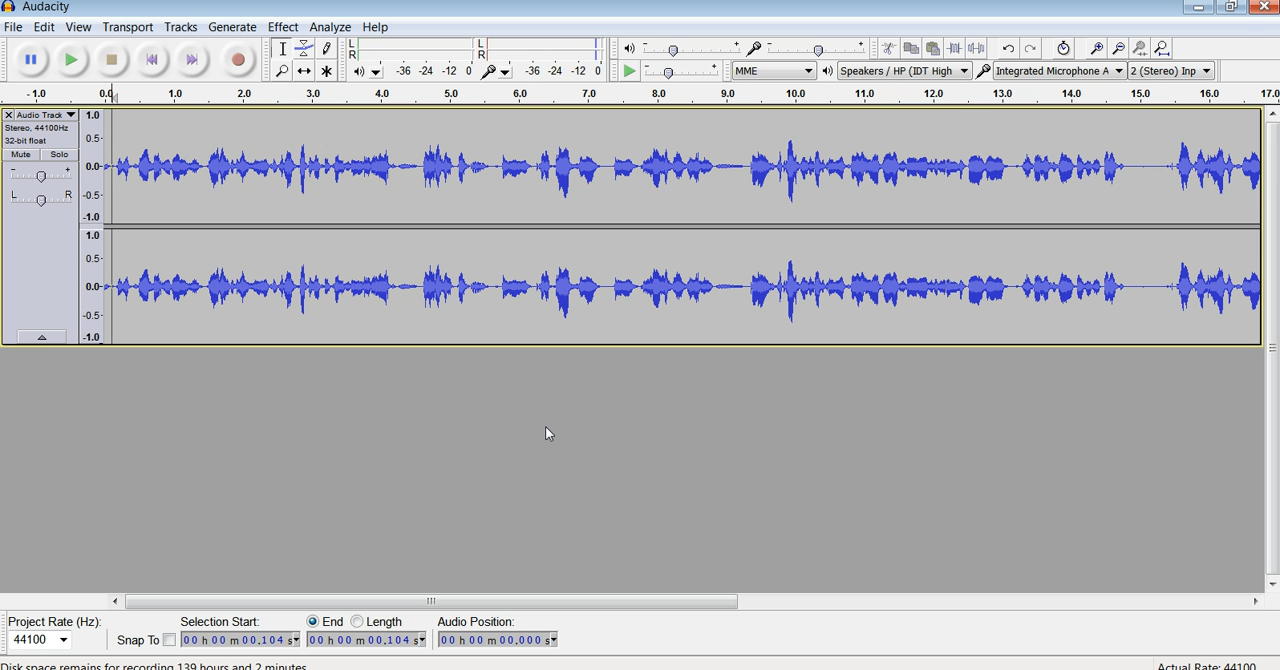 Audacity
File Edit View Transport Tracks Generate Effect Analyze Help
L R L R
-36 -24 -12 0 -36 -24 -12 0
MME Speakers / HP (IDT High Integrated Microphone A 2 (Stereo) Inp
- 1.0 0.0 1.0 2.0 3.0 4.0 5.0 6.0 7.0 8.0 9.0 10.0 11.0 12.0 13.0 14.0 15.0 16.0 17.0
Audio Track
Stereo, 44100Hz
32-bit float
Mute Solo
- +
L R
1.0
0.5-
0.0-
-0.5-
-1.0
1.0
0.5-
0.0-
-0.5-
-1.0
Project Rate (Hz): Selection Start: End Length Audio Position:
44100 Snap To 00 h 00 m 00.104 s 00 h 00 m 00.104 s 00 h 00 m 00.000 s
Disk space remains for recording 139 hours and 2 minutes Actual Rate: 44100